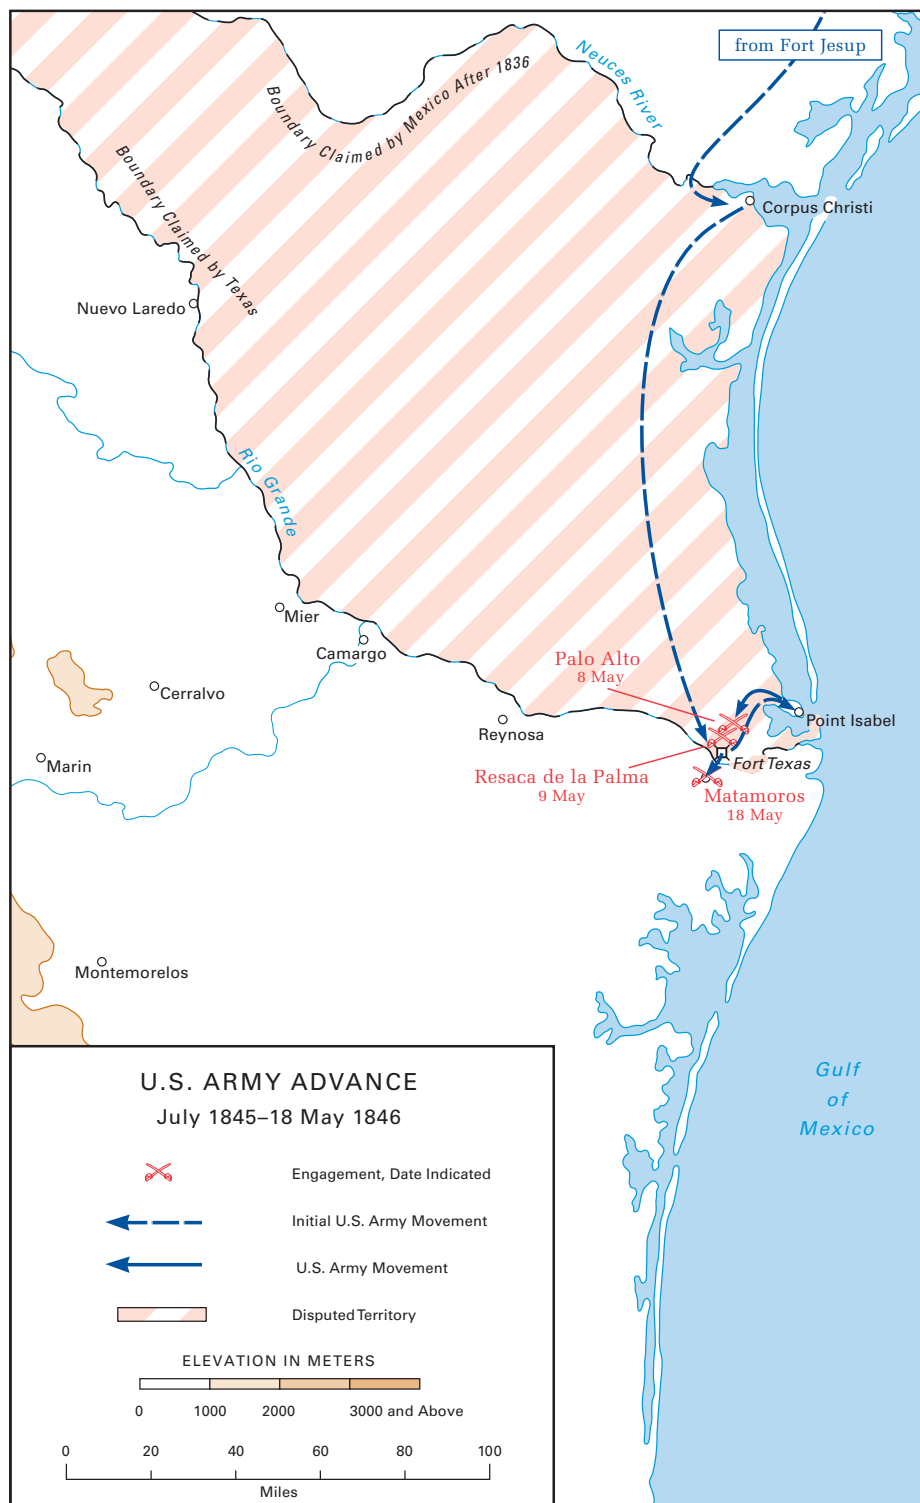 from Fort Jesup
Neuces River
Boundary Claimed by Mexico After 1836
Boundary Claimed by Texas
Corpus Christi
Nuevo Laredo
Rio Grande
Mier
Camargo
Cerralvo
Palo Alto
8 May
Point Isabel
Reynosa
Marin
Fort Texas
Resaca de la Palma
9 May
Matamoros
18 May
Montemorelos
Gulf
of
Mexico
U.S. ARMY ADVANCE
July 1845–18 May 1846
Engagement, Date Indicated
Initial U.S. Army Movement
U.S. Army Movement
Disputed Territory
ELEVATION IN METERS
0 1000 2000 3000 and Above
0 20 40 60 80 100
Miles